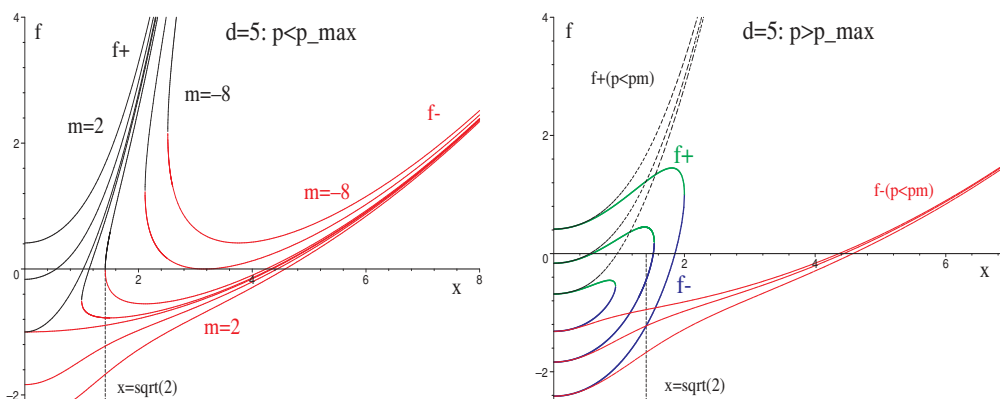 4
f
f+
d=5: p<p_max
m=−8
m=2
2
f-
m=−8
0
2
4
6
x
8
m=2
x=sqrt(2)
−2
4
f
d=5: p>p_max
f+(p<pm)
2
f+
f-(p<pm)
0
2
4
6
x
f-
−2
x=sqrt(2)